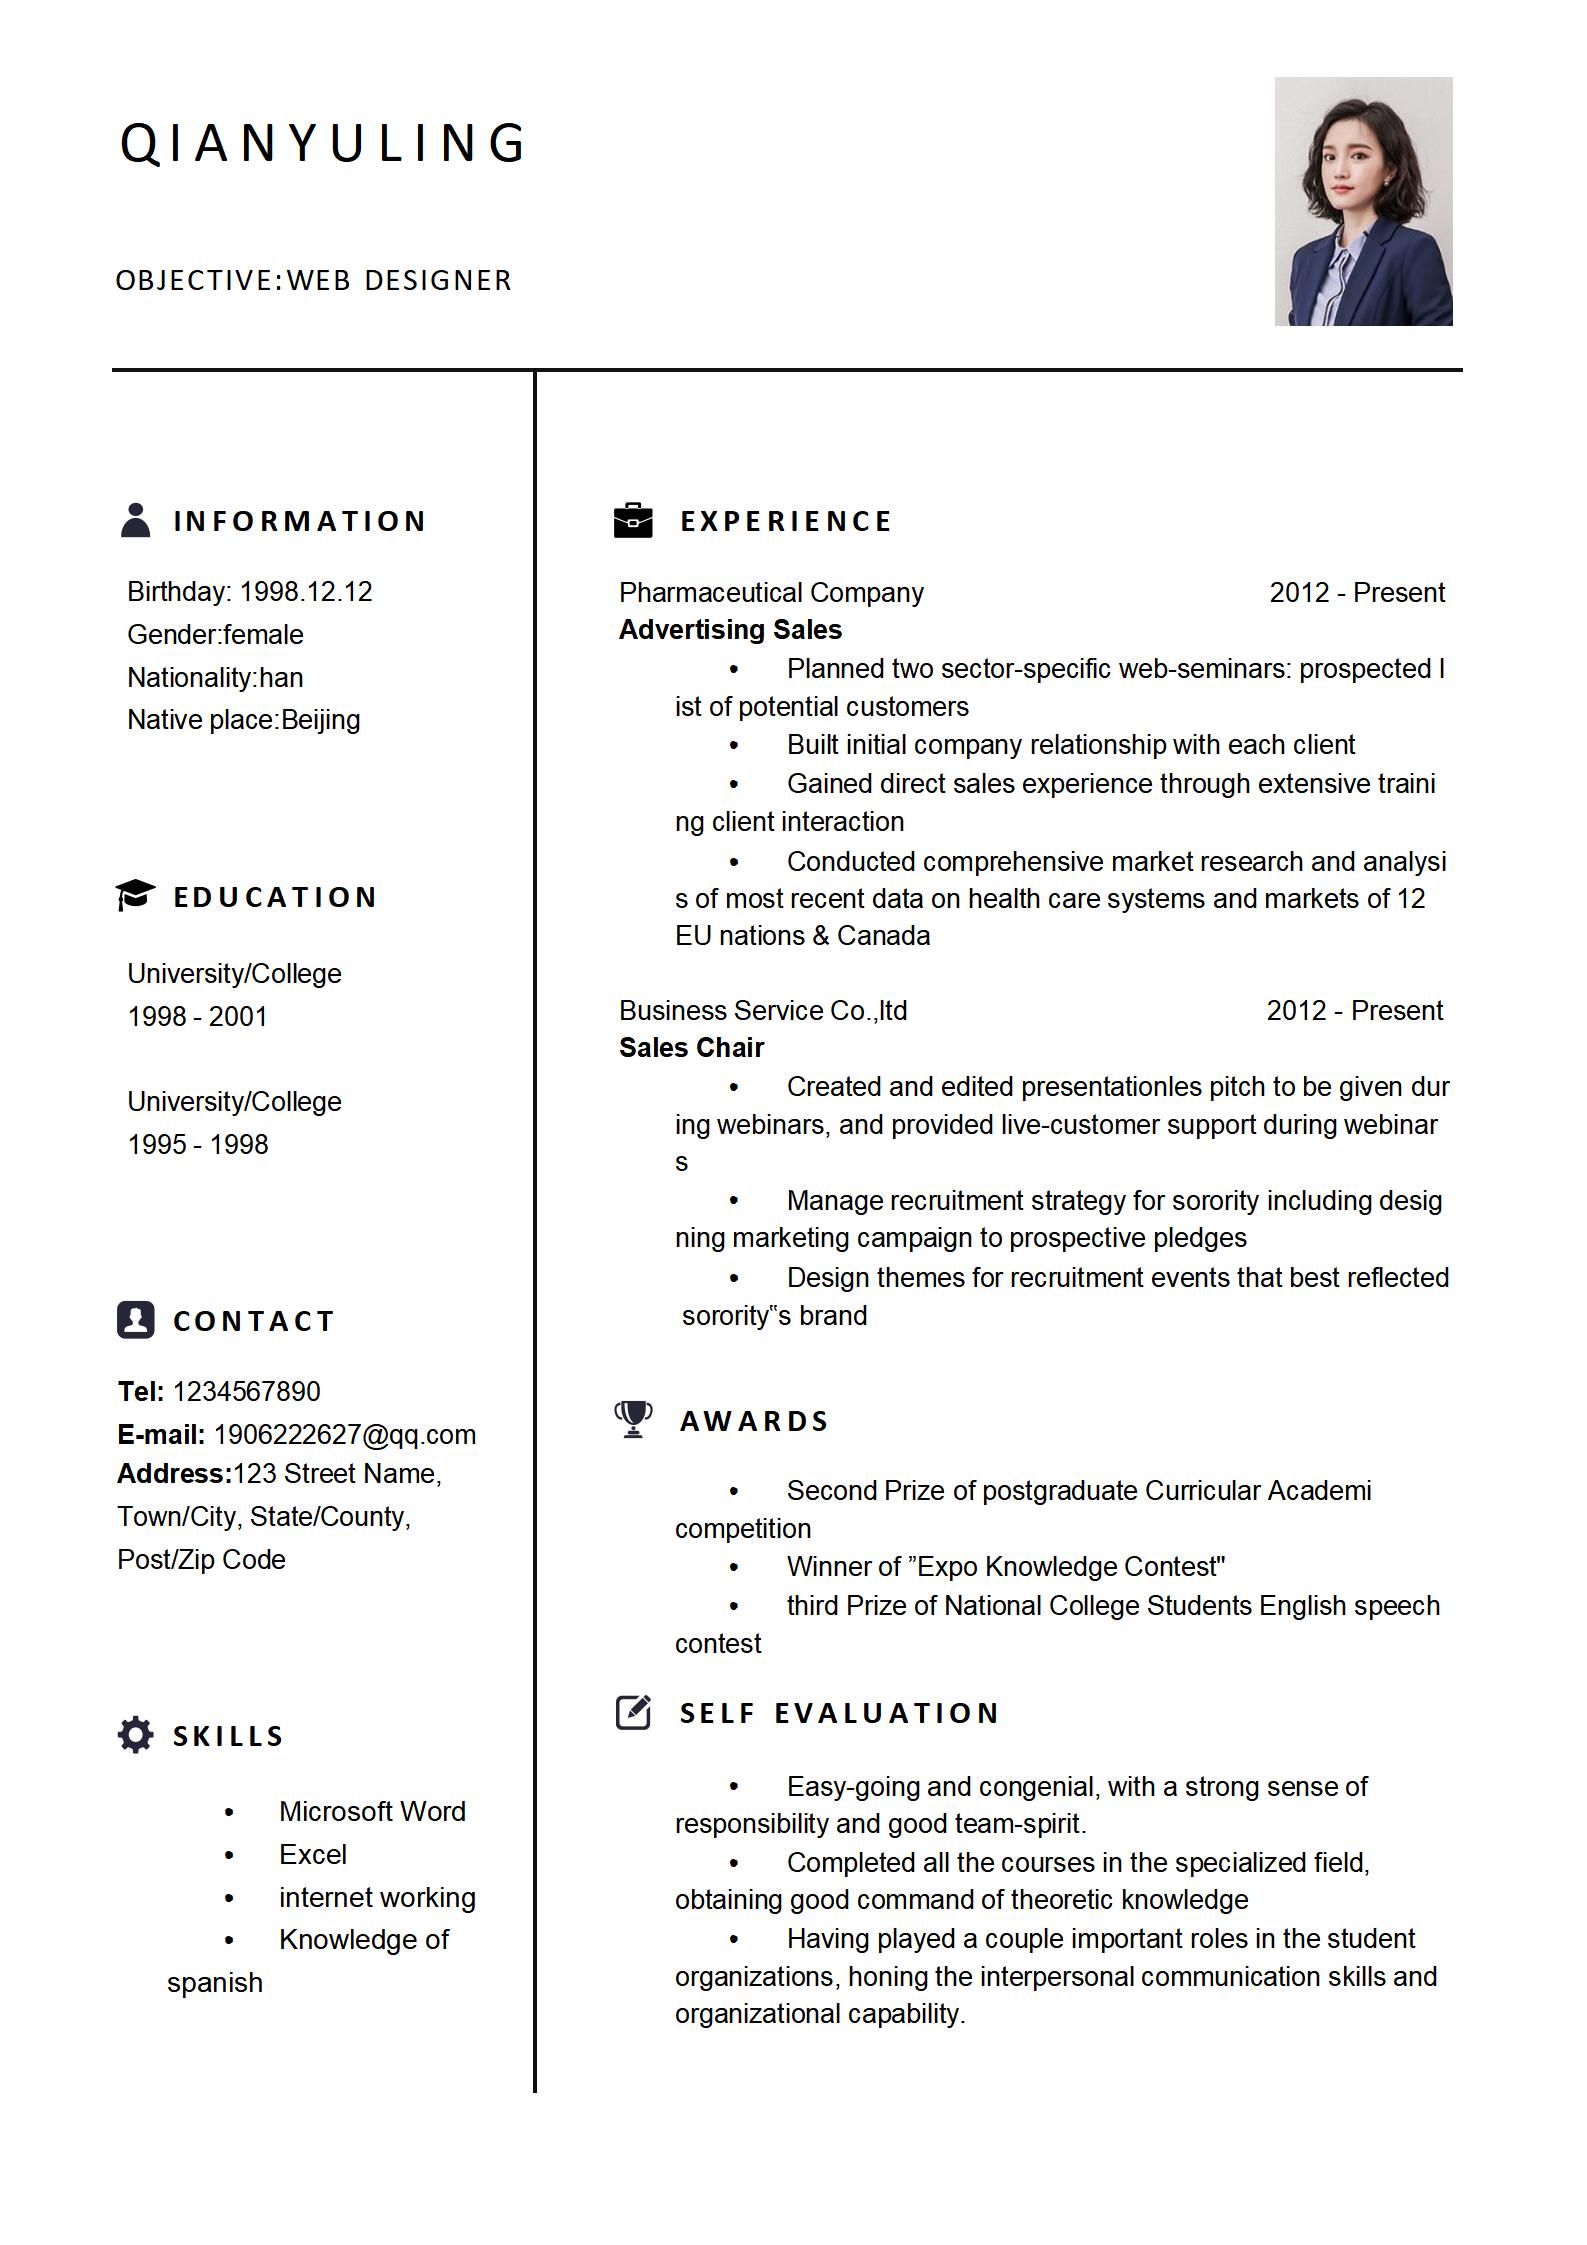 QIANYULING
OBJECTIVE:WEB DESIGNER
INFORMATION
Birthday: 1998.12.12
Gender:female
Nationality:han
Native place:Beijing
EDUCATION
University/College
1998 - 2001
University/College
1995 - 1998
CONTACT
Tel: 1234567890
E-mail: 1906222627@qq.com
Address:123 Street Name,
Town/City, State/County,
Post/Zip Code
SKILLS
• Microsoft Word
• Excel
• internet working
• Knowledge of
spanish
EXPERIENCE
Pharmaceutical Company 2012 - Present
Advertising Sales
• Planned two sector-specific web-seminars: prospected l
ist of potential customers
• Built initial company relationship with each client
• Gained direct sales experience through extensive traini
ng client interaction
• Conducted comprehensive market research and analysi
s of most recent data on health care systems and markets of 12
EU nations & Canada
Business Service Co.,ltd 2012 - Present
Sales Chair
• Created and edited presentationles pitch to be given dur
ing webinars, and provided live-customer support during webinar
s
• Manage recruitment strategy for sorority including desig
ning marketing campaign to prospective pledges
• Design themes for recruitment events that best reflected
sorority‟s brand
AWARDS
• Second Prize of postgraduate Curricular Academi
competition
• Winner of ”Expo Knowledge Contest"
• third Prize of National College Students English speech
contest
SELF EVALUATION
• Easy-going and congenial, with a strong sense of
responsibility and good team-spirit.
• Completed all the courses in the specialized field,
obtaining good command of theoretic knowledge
• Having played a couple important roles in the student
organizations, honing the interpersonal communication skills and
organizational capability.